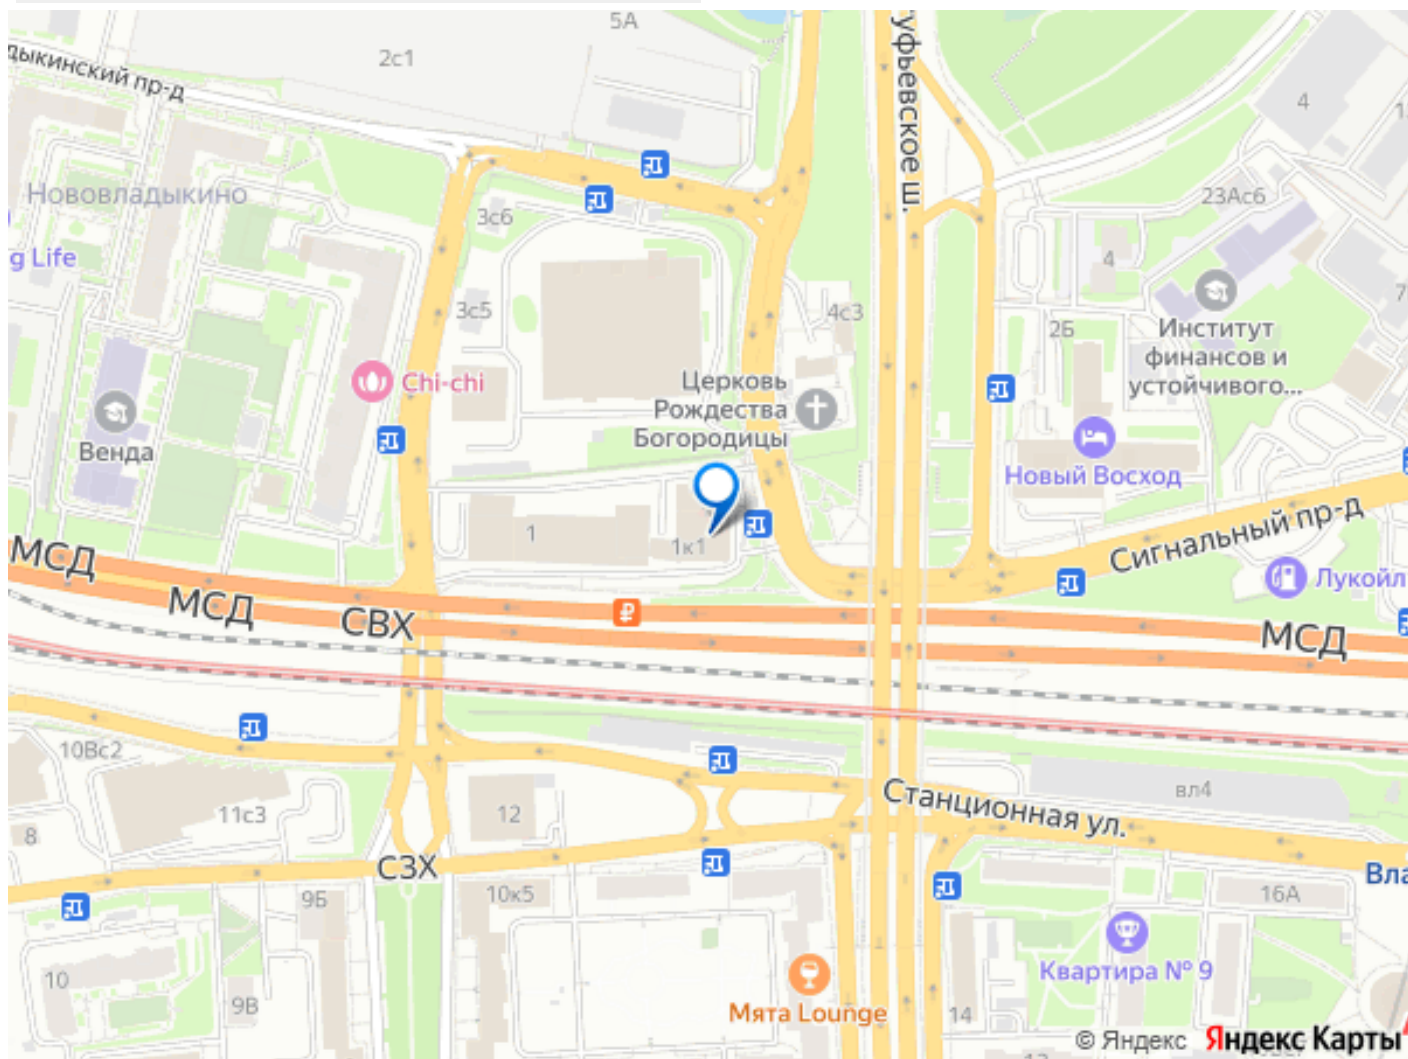 5А
2с1
дыкинский пр-д
уфьевское ш.
4
Нововладыкино
3с6
23Ас6
g Life
4
3с5
4с3
2Б
7
Институт
финансов и
устойчивого...
Chi-chi
Церковь
Рождества
Богородицы
Венда
Новый Восход
1
1к1
Сигнальный пр-д
Лукойл
МСД
МСД
СВХ
МСД
10Вс2
11с3
12
8
Станционная ул.
вл4
СЗХ
Вла
9Б
10к5
16А
10
9В
Квартира № 9
Мята Lounge
14
© Яндекс Яндекс Карты